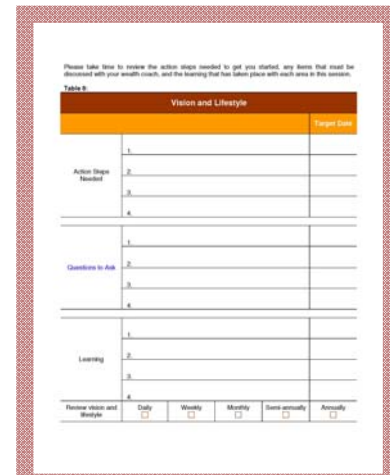 Please take time to review the action steps needed to get you started, any items that must be
discussed with your wealth coach, and the learning that has taken place with each area in this session.
Table 8:
Vision and Lifestyle
Target Date
Action Steps
Needed
1.
2.
3.
4.
Questions to Ask
1.
2.
3.
4.
Learning
1.
2.
3.
4.
Review vision and
lifestyle
Daily
Weekly
Monthly
Semi-annually
Annually